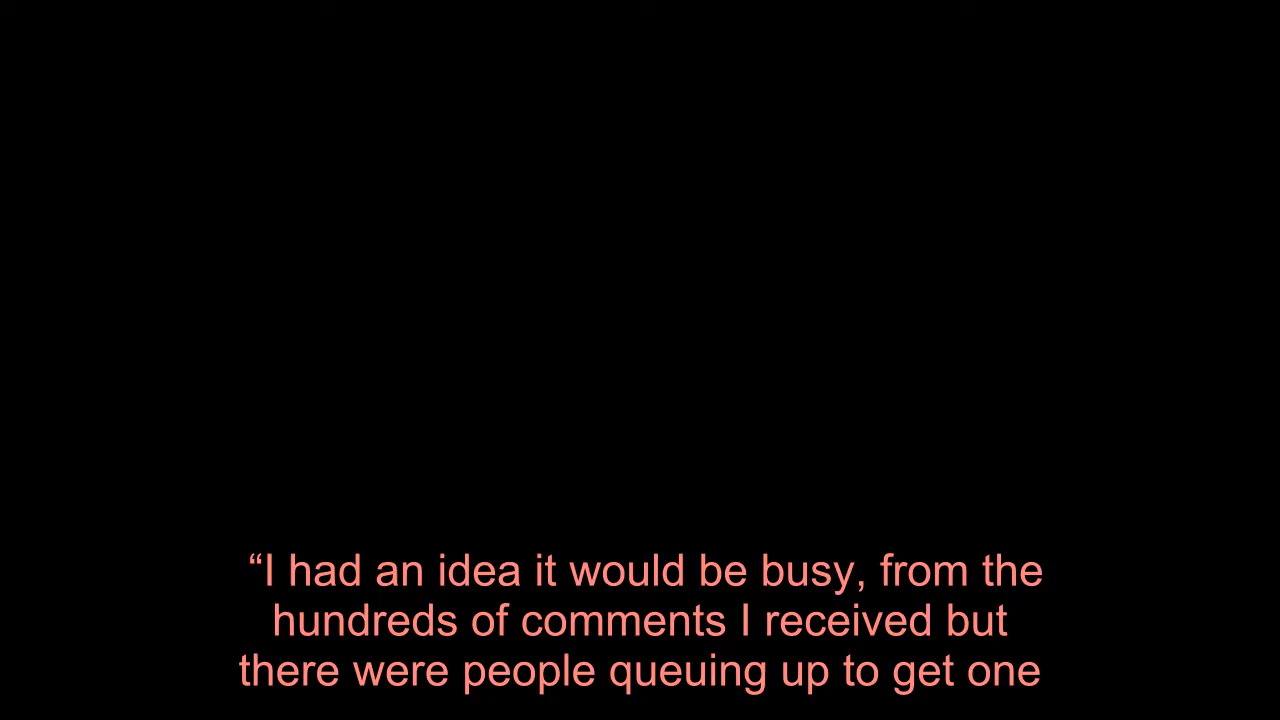 “I had an idea it would be busy, from the
hundreds of comments I received but
there were people queuing up to get one